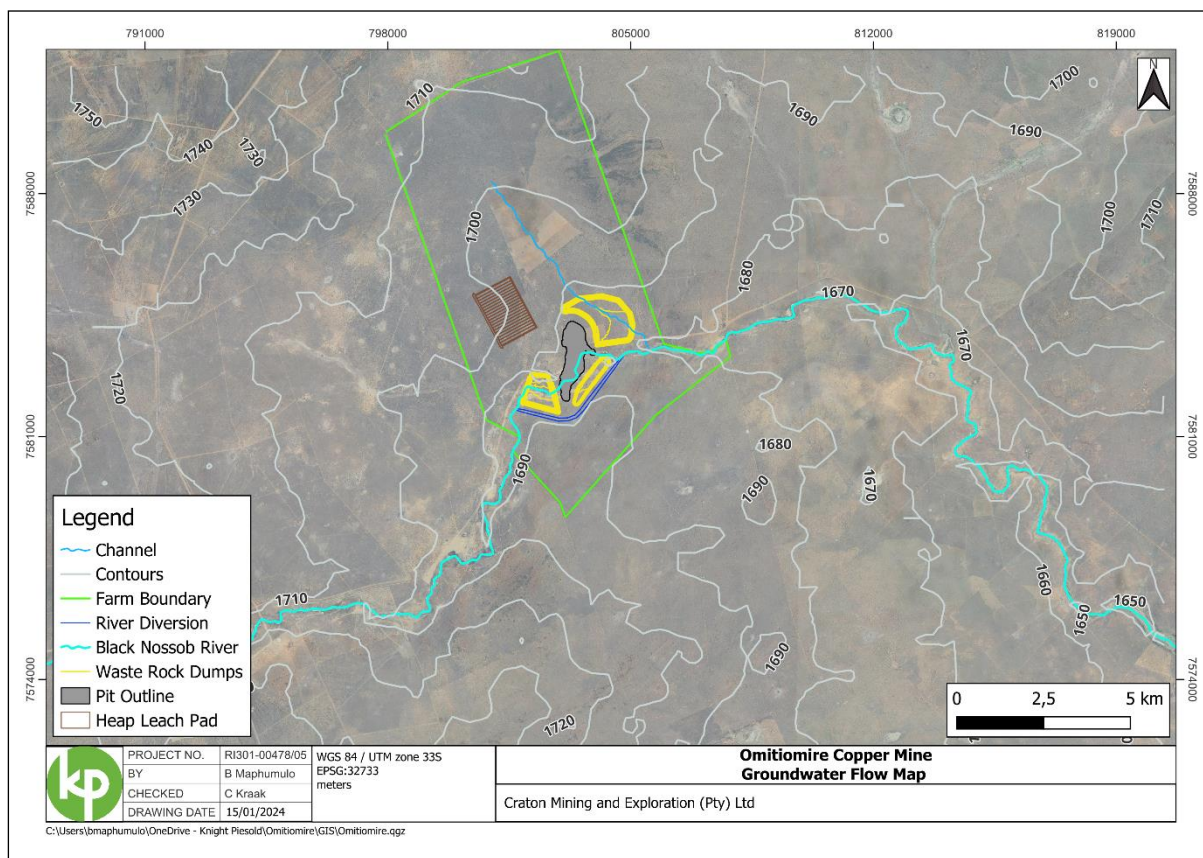 791000
798000
805000
812000
819000
N
1750
1740
1730
1730
1710
1690
1700
1690
7588000
7588000
1700
1700
1710
1680
1670
1670
1720
7581000
7581000
1690
1680
1690
1670
1660
1650
1650
1710
1690
1720
7574000
7574000
Legend
Channel
Contours
Farm Boundary
River Diversion
Black Nossob River
Waste Rock Dumps
Pit Outline
Heap Leach Pad
0 2,5 5 km
kp
PROJECT NO. RI301-00478/05
BY B Maphumulo
CHECKED C Kraak
DRAWING DATE 15/01/2024
WGS 84 / UTM zone 33S
EPSG:32733
meters
Omitiomire Copper Mine
Groundwater Flow Map
Craton Mining and Exploration (Pty) Ltd
C:\Users\bmaphumulo\OneDrive - Knight Piesold\Omitiomire\GIS\Omitiomire.qgz